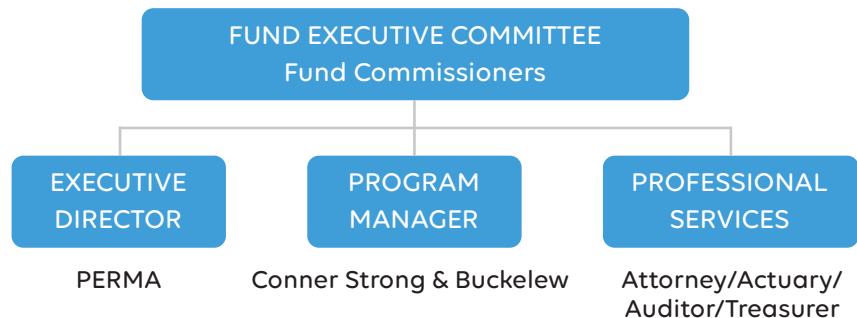 FUND EXECUTIVE COMMITTEE
Fund Commissioners
EXECUTIVE
DIRECTOR
PERMA
PROGRAM
MANAGER
Conner Strong & Buckelew
PROFESSIONAL
SERVICES
Attorney/Actuary/
Auditor/Treasurer